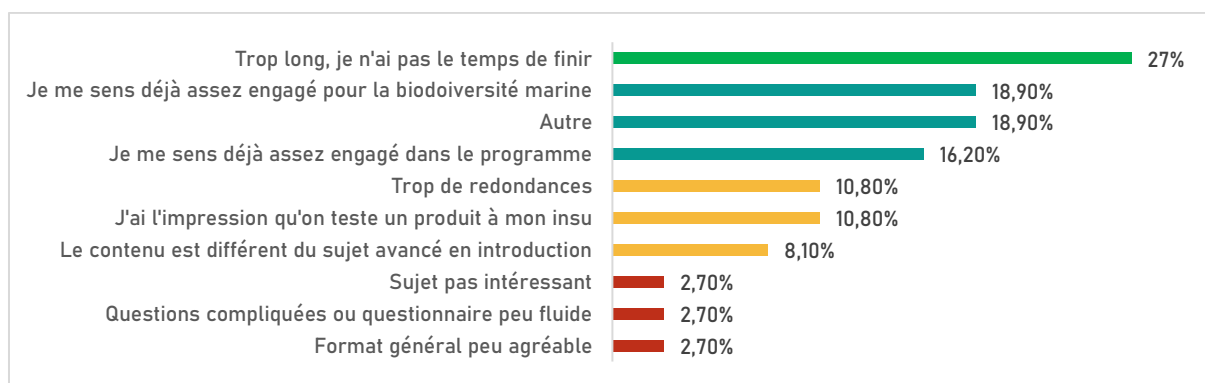 Trop long, je n'ai pas le temps de finir 27%
Je me sens déjà assez engagé pour la biodoiversité marine 18,90%
Autre 18,90%
Je me sens déjà assez engagé dans le programme 16,20%
Trop de redondances 10,80%
J'ai l'impression qu'on teste un produit à mon insu 10,80%
Le contenu est différent du sujet avancé en introduction 8,10%
Sujet pas intéressant 2,70%
Questions compliquées ou questionnaire peu fluide 2,70%
Format général peu agréable 2,70%